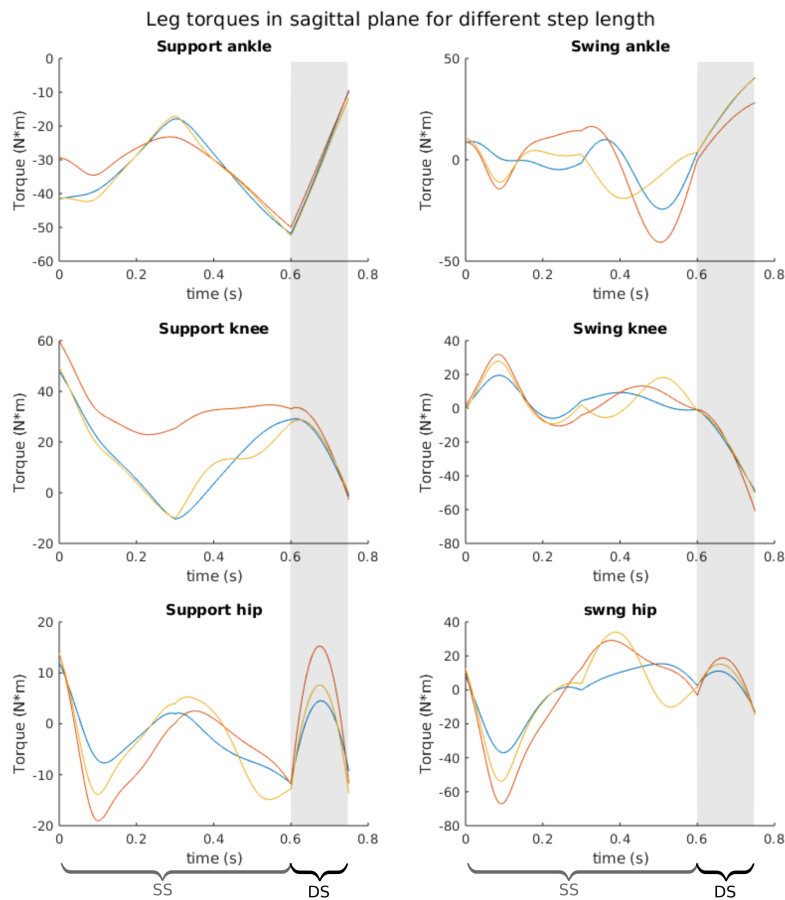 Leg torques in sagittal plane for different step length
Support ankle
Torque (N*m)
0
-10
-20
-30
-40
-50
-60
0 0.2 0.4 0.6 0.8
time (s)
Swing ankle
Torque (N*m)
50
0
-50
0 0.2 0.4 0.6 0.8
time (s)
Support knee
Torque (N*m)
60
40
20
0
-20
0 0.2 0.4 0.6 0.8
time (s)
Swing knee
Torque (N*m)
40
20
0
-20
-40
-60
-80
0 0.2 0.4 0.6 0.8
time (s)
Support hip
Torque (N*m)
20
10
0
-10
-20
0 0.2 0.4 0.6 0.8
time (s)
SS DS
swng hip
Torque (N*m)
40
20
0
-20
-40
-60
-80
0 0.2 0.4 0.6 0.8
time (s)
SS DS